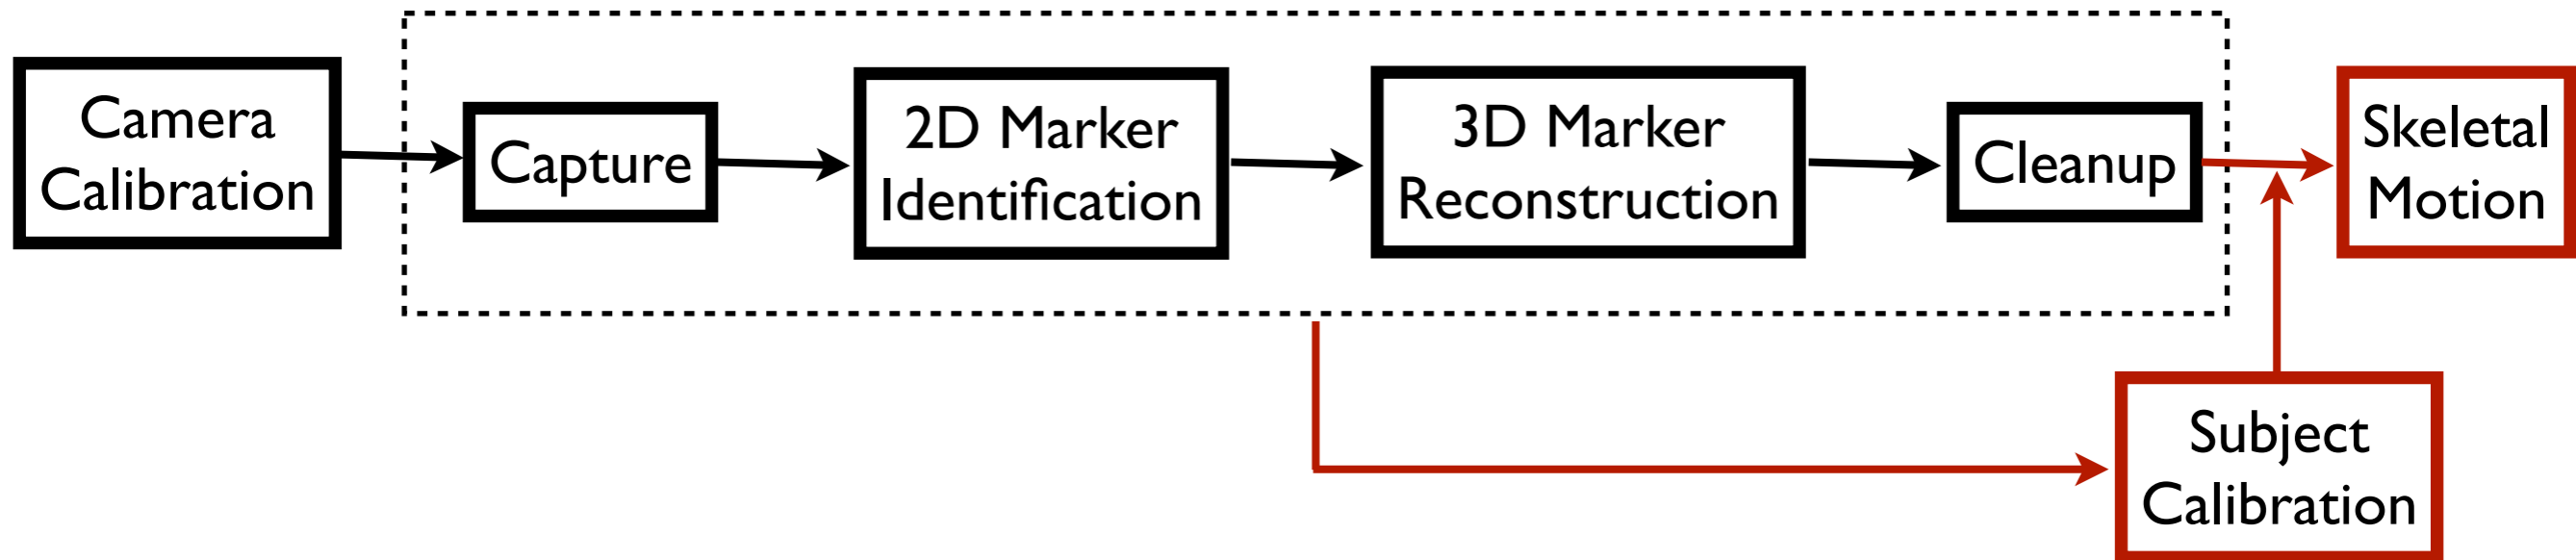 Camera
Calibration
Capture
2D Marker
Identification
3D Marker
Reconstruction
Cleanup
Skeletal
Motion
Subject
Calibration